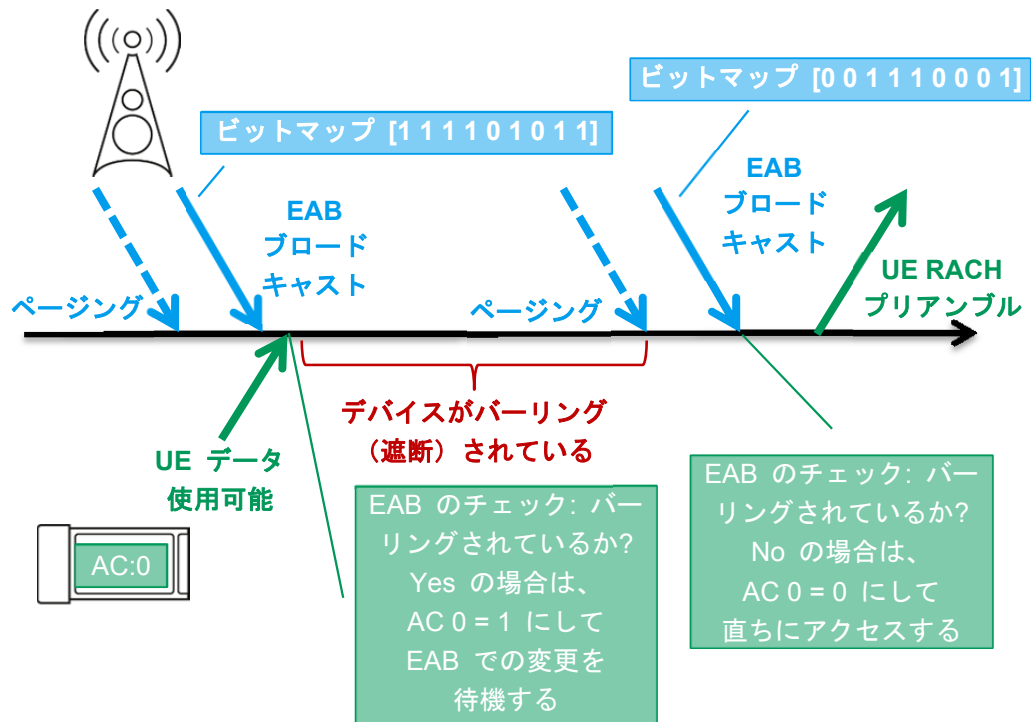 ビットマップ [0 0 1 1 1 0 0 0 1]
ビットマップ [1 1 1 1 0 1 0 1 1]
EAB
ブロード
キャスト
EAB
ブロード
キャスト
UE RACH
プリアンブル
ページング
ページング
デバイスがバーリング
（遮断）されている
UE データ
使用可能
AC:0
EAB のチェック: バー
リングされているか?
Yes の場合は、
AC 0 = 1 にして
EAB での変更を
待機する
EAB のチェック: バー
リングされているか?
No の場合は、
AC 0 = 0 にして
直ちにアクセスする